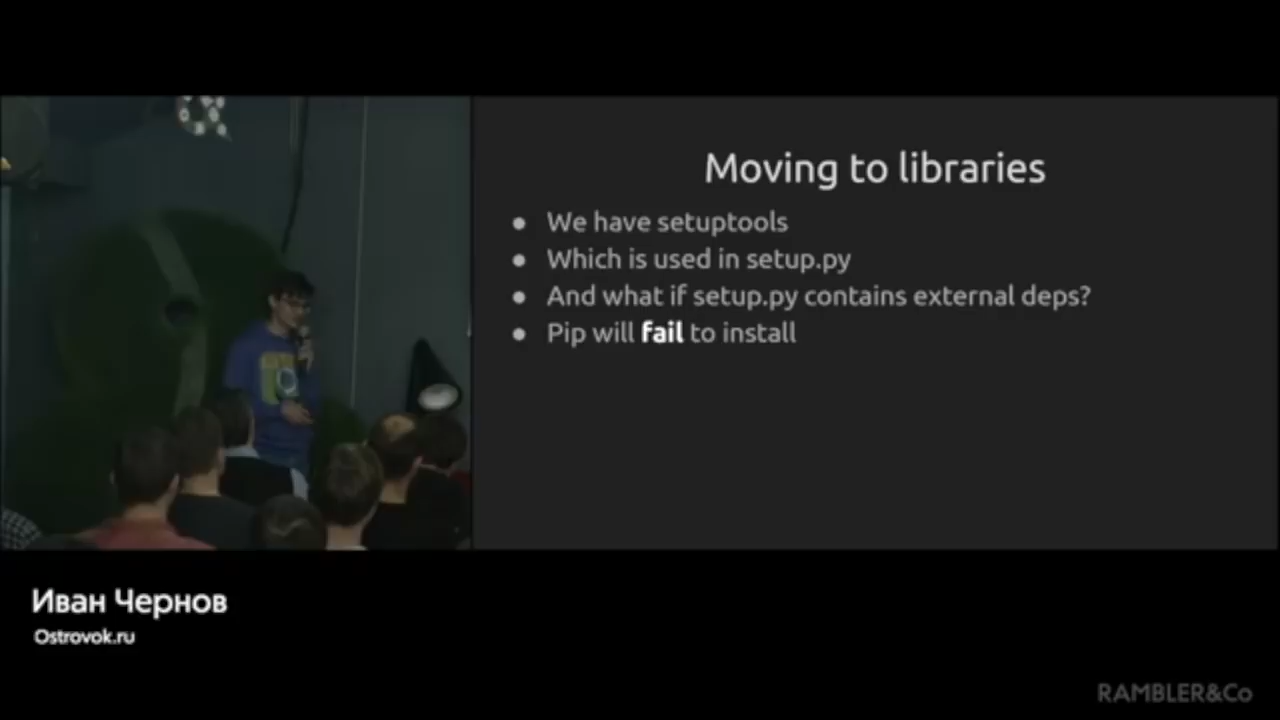 Moving to libraries
● We have setuptools
● Which is used in setup.py
● And what if setup.py contains external deps?
● Pip will fail to install
Иван Чернов
Ostrovok.ru
RAMBLER&Co